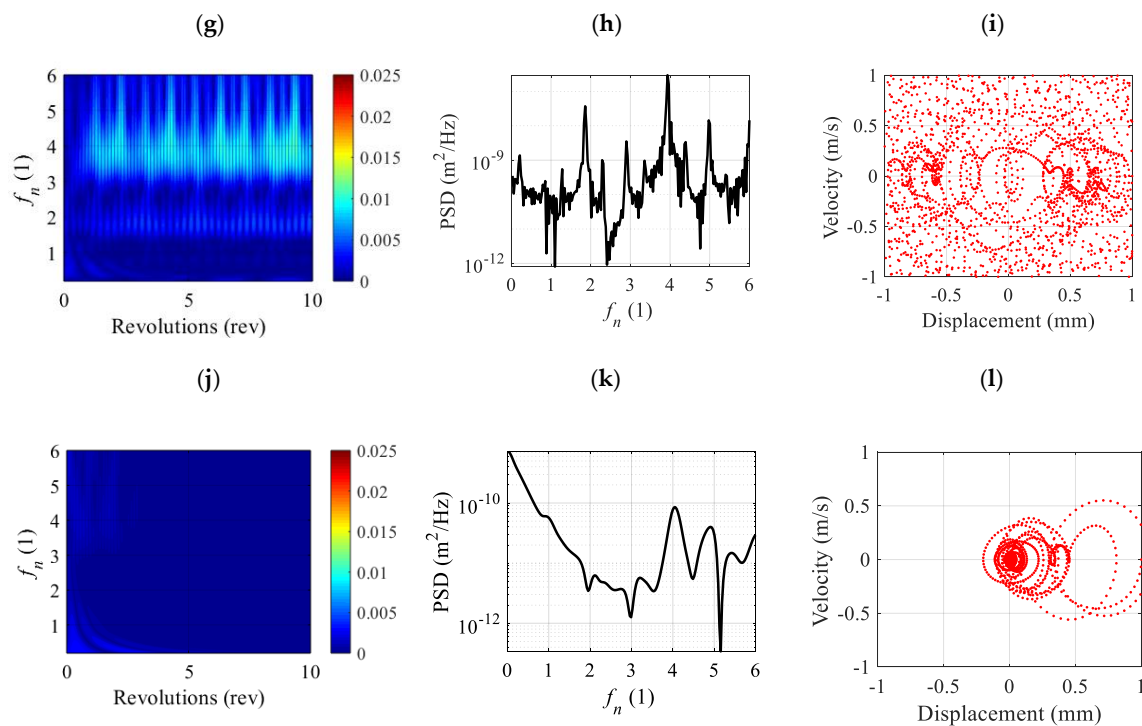 (g) (h) (i)
6 5 4 3 2 1
f_n (1)
0 5 10
Revolutions (rev)
0.025 0.02 0.015 0.01 0.005 0
PSD (m²/Hz)
10⁻⁹ 10⁻¹²
0 1 2 3 4 5 6
f_n (1)
Velocity (m/s)
1 0.5 0 -0.5 -1
-1 -0.5 0 0.5 1
Displacement (mm)
(j) (k) (l)
6 5 4 3 2 1
f_n (1)
0 5 10
Revolutions (rev)
0.025 0.02 0.015 0.01 0.005 0
PSD (m²/Hz)
10⁻¹⁰ 10⁻¹²
0 1 2 3 4 5 6
f_n (1)
Velocity (m/s)
1 0.5 0 -0.5 -1
-1 -0.5 0 0.5 1
Displacement (mm)